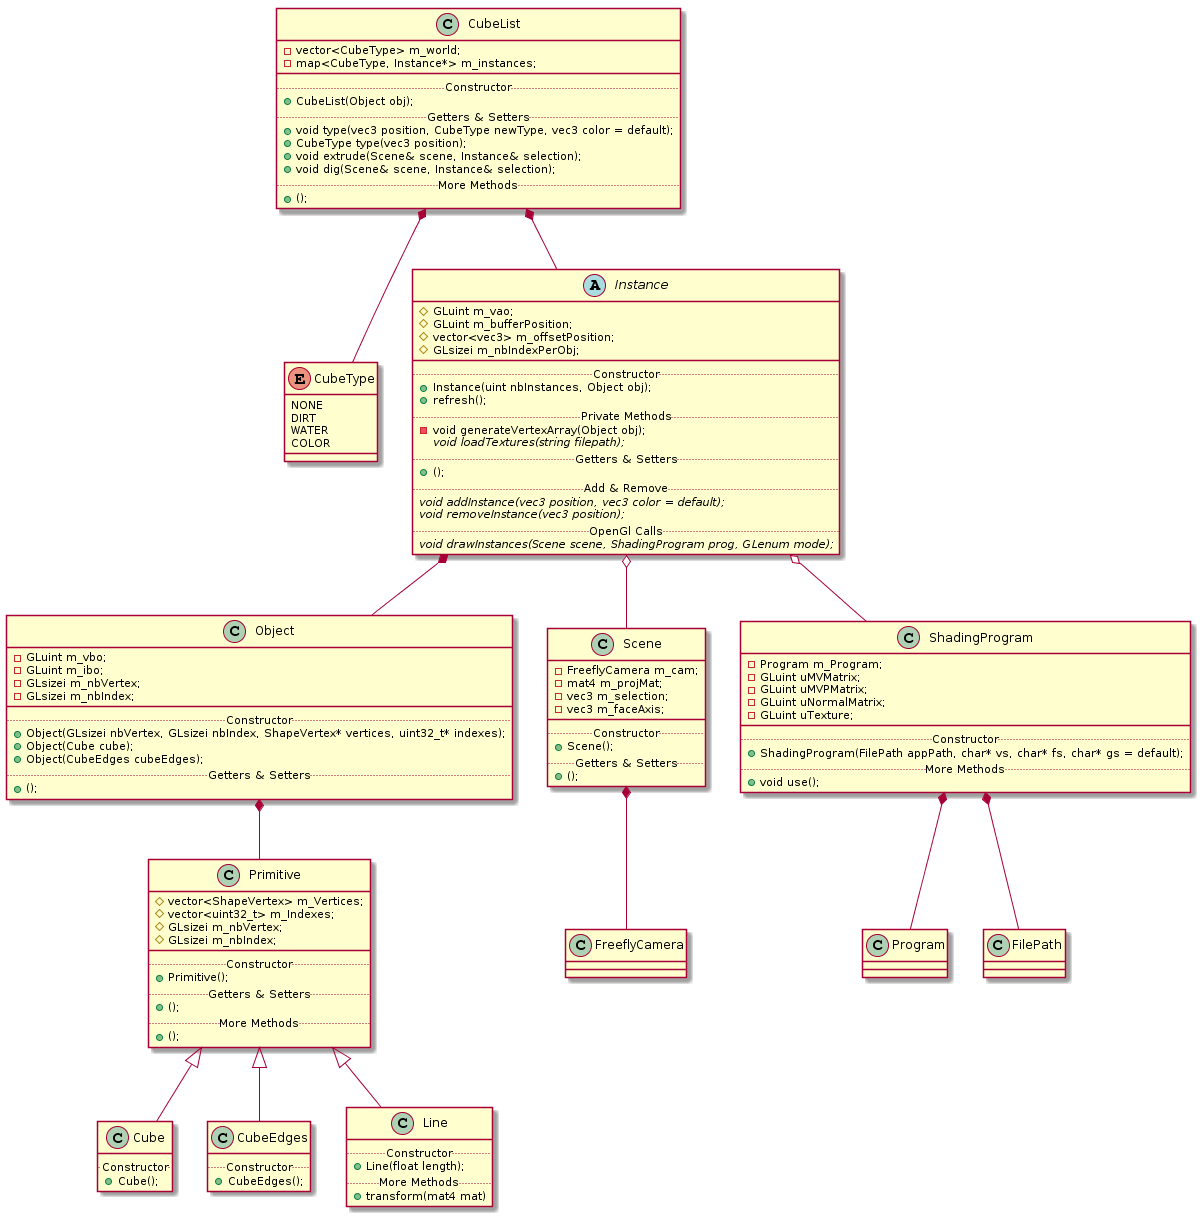 C CubeList
vector<CubeType> m_world;
map<CubeType, Instance*> m_instances;
Constructor
CubeList(Object obj);
Getters & Setters
void type(vec3 position, CubeType newType, vec3 color = default);
CubeType type(vec3 position);
void extrude(Scene& scene, Instance& selection);
void dig(Scene& scene, Instance& selection);
More Methods
();
A Instance
GLuint m_vao;
GLuint m_bufferPosition;
vector<vec3> m_offsetPosition;
GLsizei m_nbIndexPerObj;
Constructor
Instance(uint nbInstances, Object obj);
refresh();
Private Methods
void generateVertexArray(Object obj);
void loadTextures(string filepath);
Getters & Setters
();
Add & Remove
void addInstance(vec3 position, vec3 color = default);
void removeInstance(vec3 position);
OpenGl Calls
void drawInstances(Scene scene, ShadingProgram prog, GLenum mode);
E CubeType
NONE
DIRT
WATER
COLOR
C Object
GLuint m_vbo;
GLuint m_ibo;
GLsizei m_nbVertex;
GLsizei m_nbIndex;
Constructor
Object(GLsizei nbVertex, GLsizei nbIndex, ShapeVertex* vertices, uint32_t* indexes);
Object(Cube cube);
Object(CubeEdges cubeEdges);
Getters & Setters
();
C Scene
FreeflyCamera m_cam;
mat4 m_projMat;
vec3 m_selection;
vec3 m_faceAxis;
Constructor
Scene();
Getters & Setters
();
C ShadingProgram
Program m_Program;
GLuint uMVMatrix;
GLuint uMVPMatrix;
GLuint uNormalMatrix;
GLuint uTexture;
Constructor
ShadingProgram(FilePath appPath, char* vs, char* fs, char* gs = default);
More Methods
void use();
C Primitive
vector<ShapeVertex> m_Vertices;
vector<uint32_t> m_Indexes;
GLsizei m_nbVertex;
GLsizei m_nbIndex;
Constructor
Primitive();
Getters & Setters
();
More Methods
();
C FreeflyCamera
C Program
C FilePath
C Cube
Constructor
Cube();
C CubeEdges
Constructor
CubeEdges();
C Line
Constructor
Line(float length);
More Methods
transform(mat4 mat)